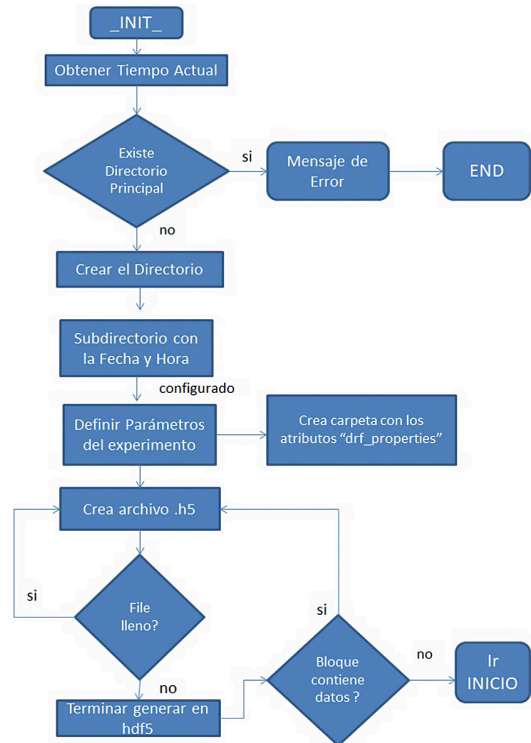 _INIT_
Obtener Tiempo Actual
Existe
Directorio
Principal
si
Mensaje de
Error
END
no
Crear el Directorio
Subdirectorio con
la Fecha y Hora
configurado
Definir Parámetros
del experimento
Crea carpeta con los
atributos “drf_properties”
Crea archivo .h5
si
File
lleno?
no
Terminar generar en
hdf5
si
Bloque
contiene
datos ?
no
Ir
INICIO